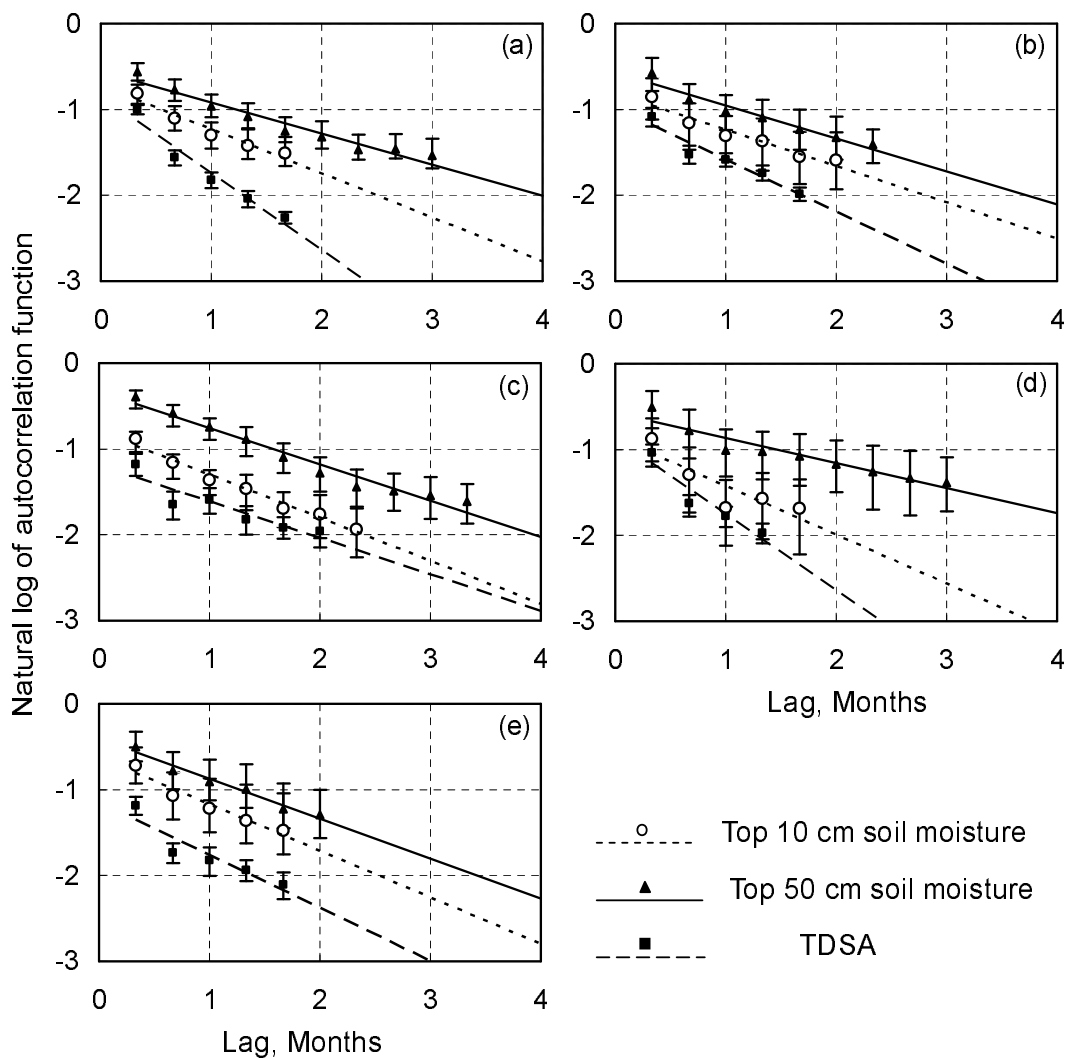 Natural log of autocorrelation function
0
-1
-2
-3
(a)
0 1 2 3 4
0
-1
-2
-3
(b)
0 1 2 3 4
0
-1
-2
-3
(c)
0 1 2 3 4
0
-1
-2
-3
(d)
0 1 2 3 4
Lag, Months
0
-1
-2
-3
(e)
0 1 2 3 4
Lag, Months
Top 10 cm soil moisture
Top 50 cm soil moisture
TDSA